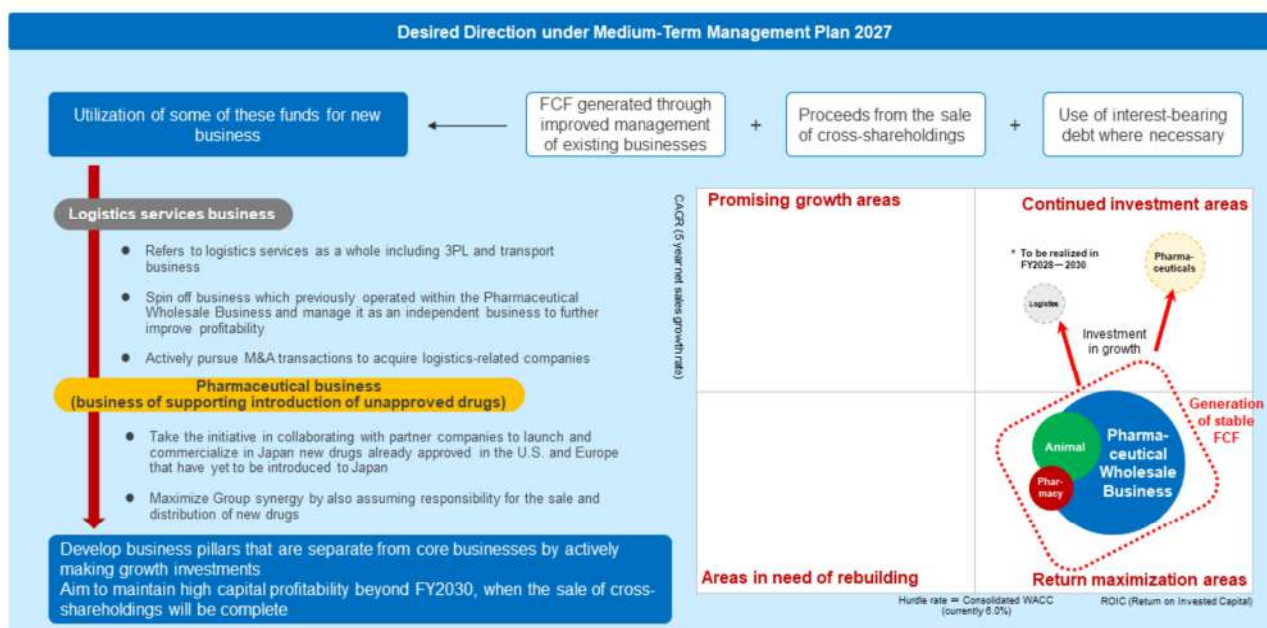 Desired Direction under Medium-Term Management Plan 2027
Utilization of some of these funds for new
business
FCF generated through
improved management
of existing businesses
+
Proceeds from the sale
of cross-shareholdings
+
Use of interest-bearing
debt where necessary
Logistics services business
● Refers to logistics services as a whole including 3PL and transport
business
● Spin off business which previously operated within the Pharmaceutical
Wholesale Business and manage it as an independent business to further
improve profitability
● Actively pursue M&A transactions to acquire logistics-related companies
Pharmaceutical business
(business of supporting introduction of unapproved drugs)
● Take the initiative in collaborating with partner companies to launch and
commercialize in Japan new drugs already approved in the U.S. and Europe
that have yet to be introduced to Japan
● Maximize Group synergy by also assuming responsibility for the sale and
distribution of new drugs
Develop business pillars that are separate from core businesses by actively
making growth investments
Aim to maintain high capital profitability beyond FY2030, when the sale of cross-
shareholdings will be complete
CAGR (5 year net sales growth rate)
Promising growth areas
Continued investment areas
* To be realized in
FY2028—2030
Pharma-
ceuticals
Logistics
Investment
in growth
Generation
of stable
FCF
Animal
Phar-
macy
Pharma-
ceutical
Wholesale
Business
Areas in need of rebuilding
Return maximization areas
Hurdle rate = Consolidated WACC
(currently 6.0%)
ROIC (Return on Invested Capital)